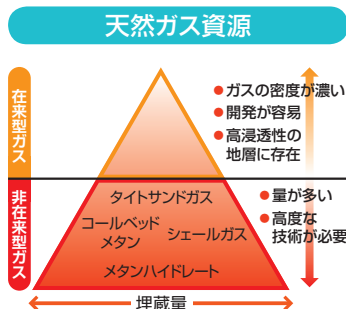 天然ガス資源
在来型ガス
● ガスの密度が濃い
● 開発が容易
● 高浸透性の
地層に存在
非在来型ガス
タイトサンドガス
コールベッド
メタン
シェールガス
メタンハイドレート
● 量が多い
● 高度な
技術が必要
埋蔵量